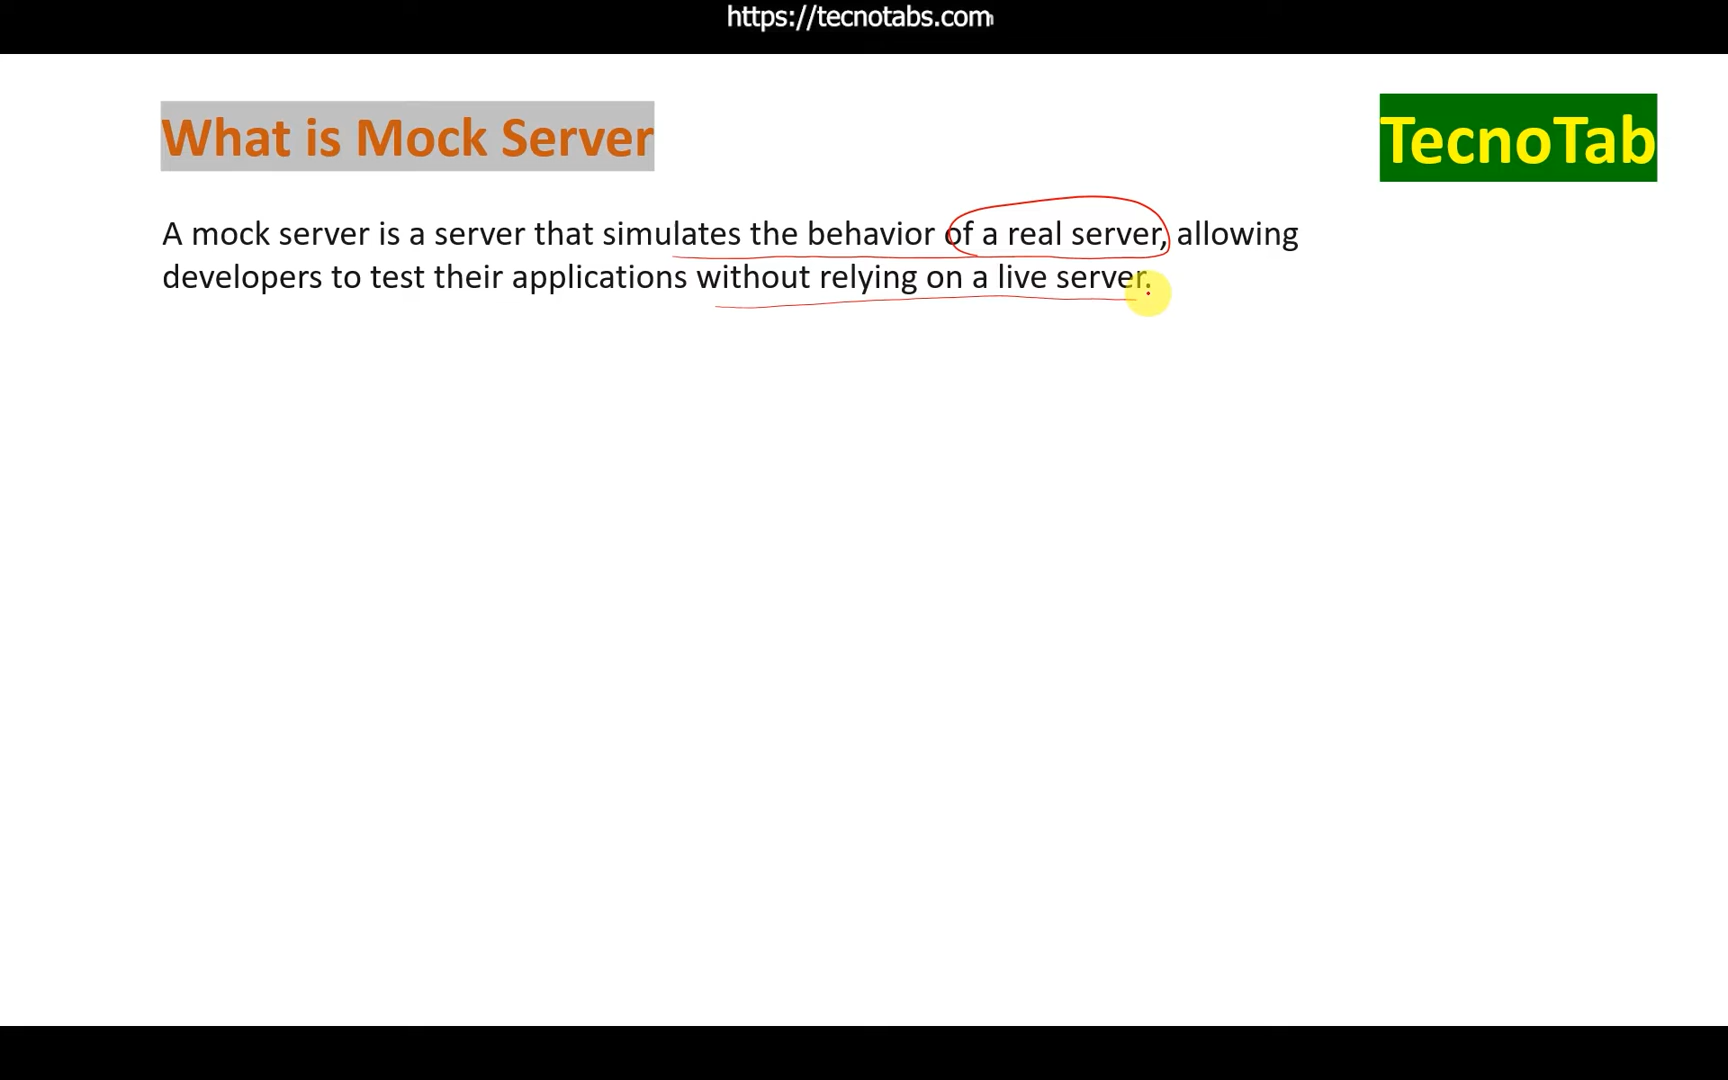 https://tecnotabs.com
What is Mock Server
TecnoTab
A mock server is a server that simulates the behavior of a real server, allowing
developers to test their applications without relying on a live server.